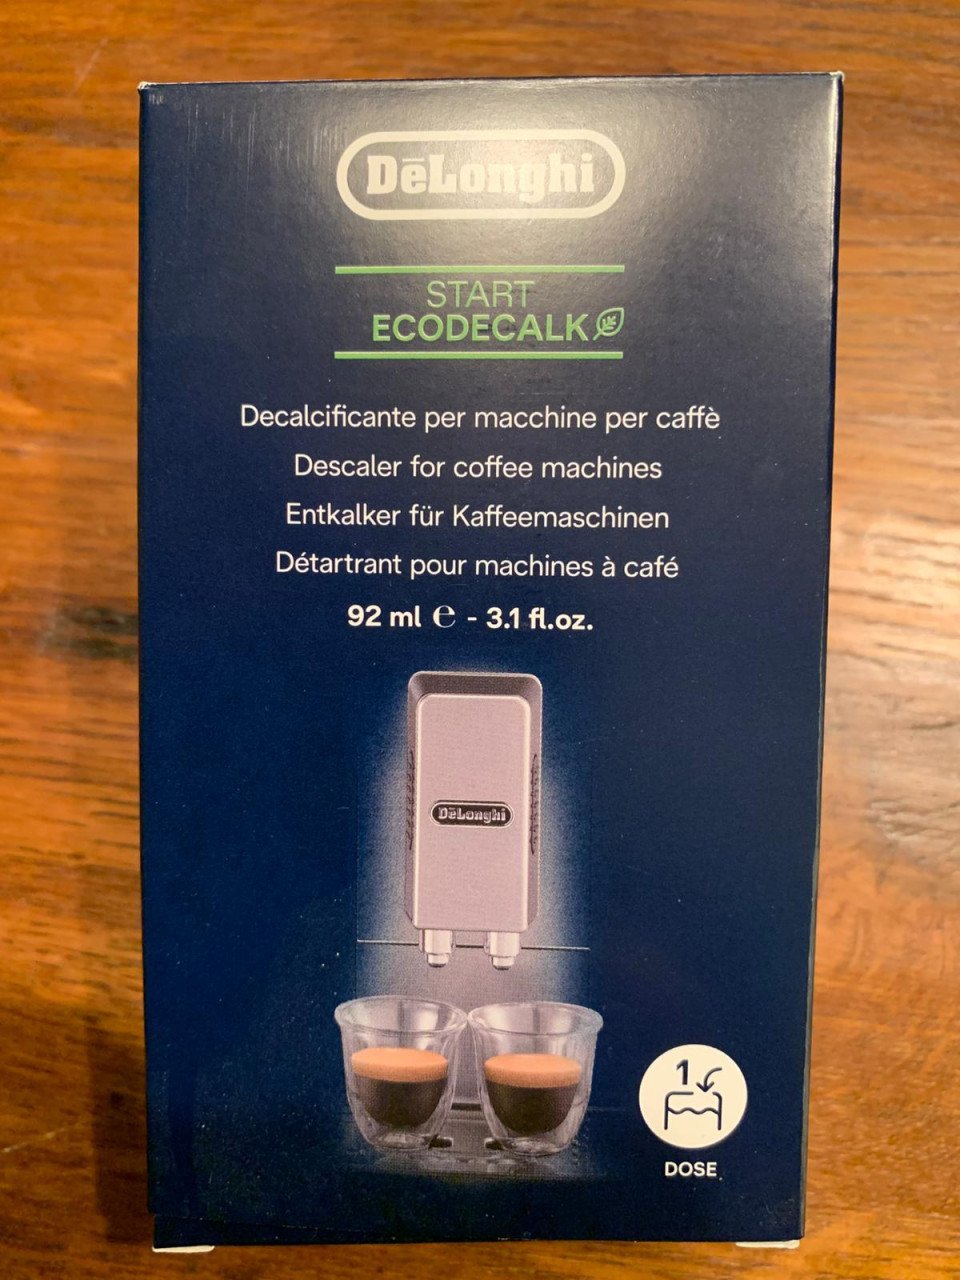 DēLonghi
START
ECODECALK
Decalcificante per macchine per caffè
Descaler for coffee machines
Entkalker für Kaffeemaschinen
Détartrant pour machines à café
92 ml ℮ - 3.1 fl.oz.
DēLonghi
1
DOSE